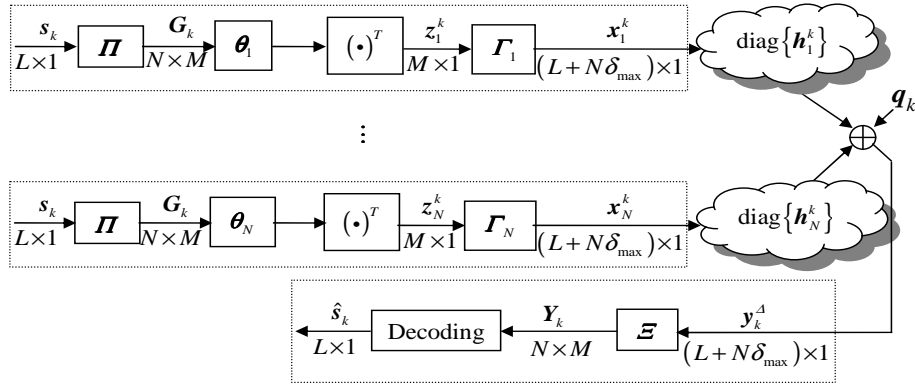 s_k G_k z_1^k x_1^k
Π θ_1 (•)^T Γ_1 diag{h_1^k}
L×1 N×M M×1 (L+Nδ_max)×1
q_k
⋮
s_k G_k z_N^k x_N^k
Π θ_N (•)^T Γ_N diag{h_N^k}
L×1 N×M M×1 (L+Nδ_max)×1
ŝ_k Y_k y_k^Δ
Decoding Ξ
L×1 N×M (L+Nδ_max)×1